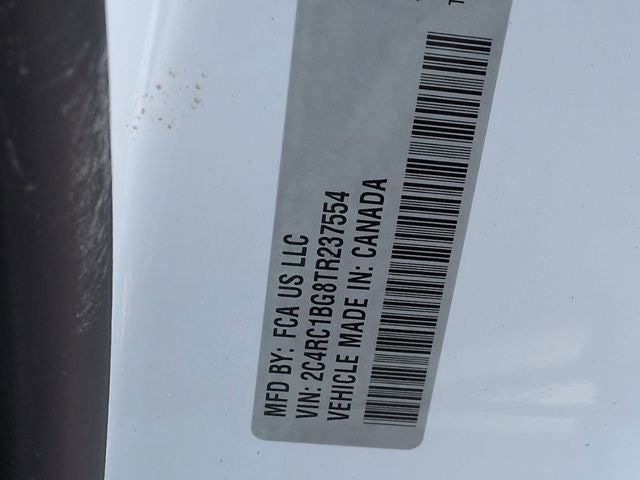 MFD BY: FCA US LLC
VIN: 2C4RC1BG8TR237554
VEHICLE MADE IN: CANADA